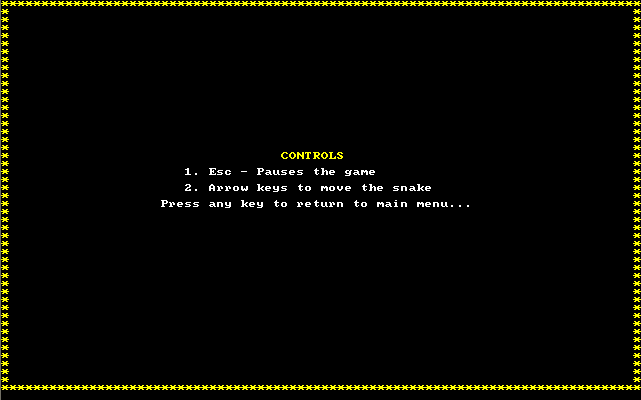 CONTROLS
1. Esc - Pauses the game
2. Arrow keys to move the snake
Press any key to return to main menu...